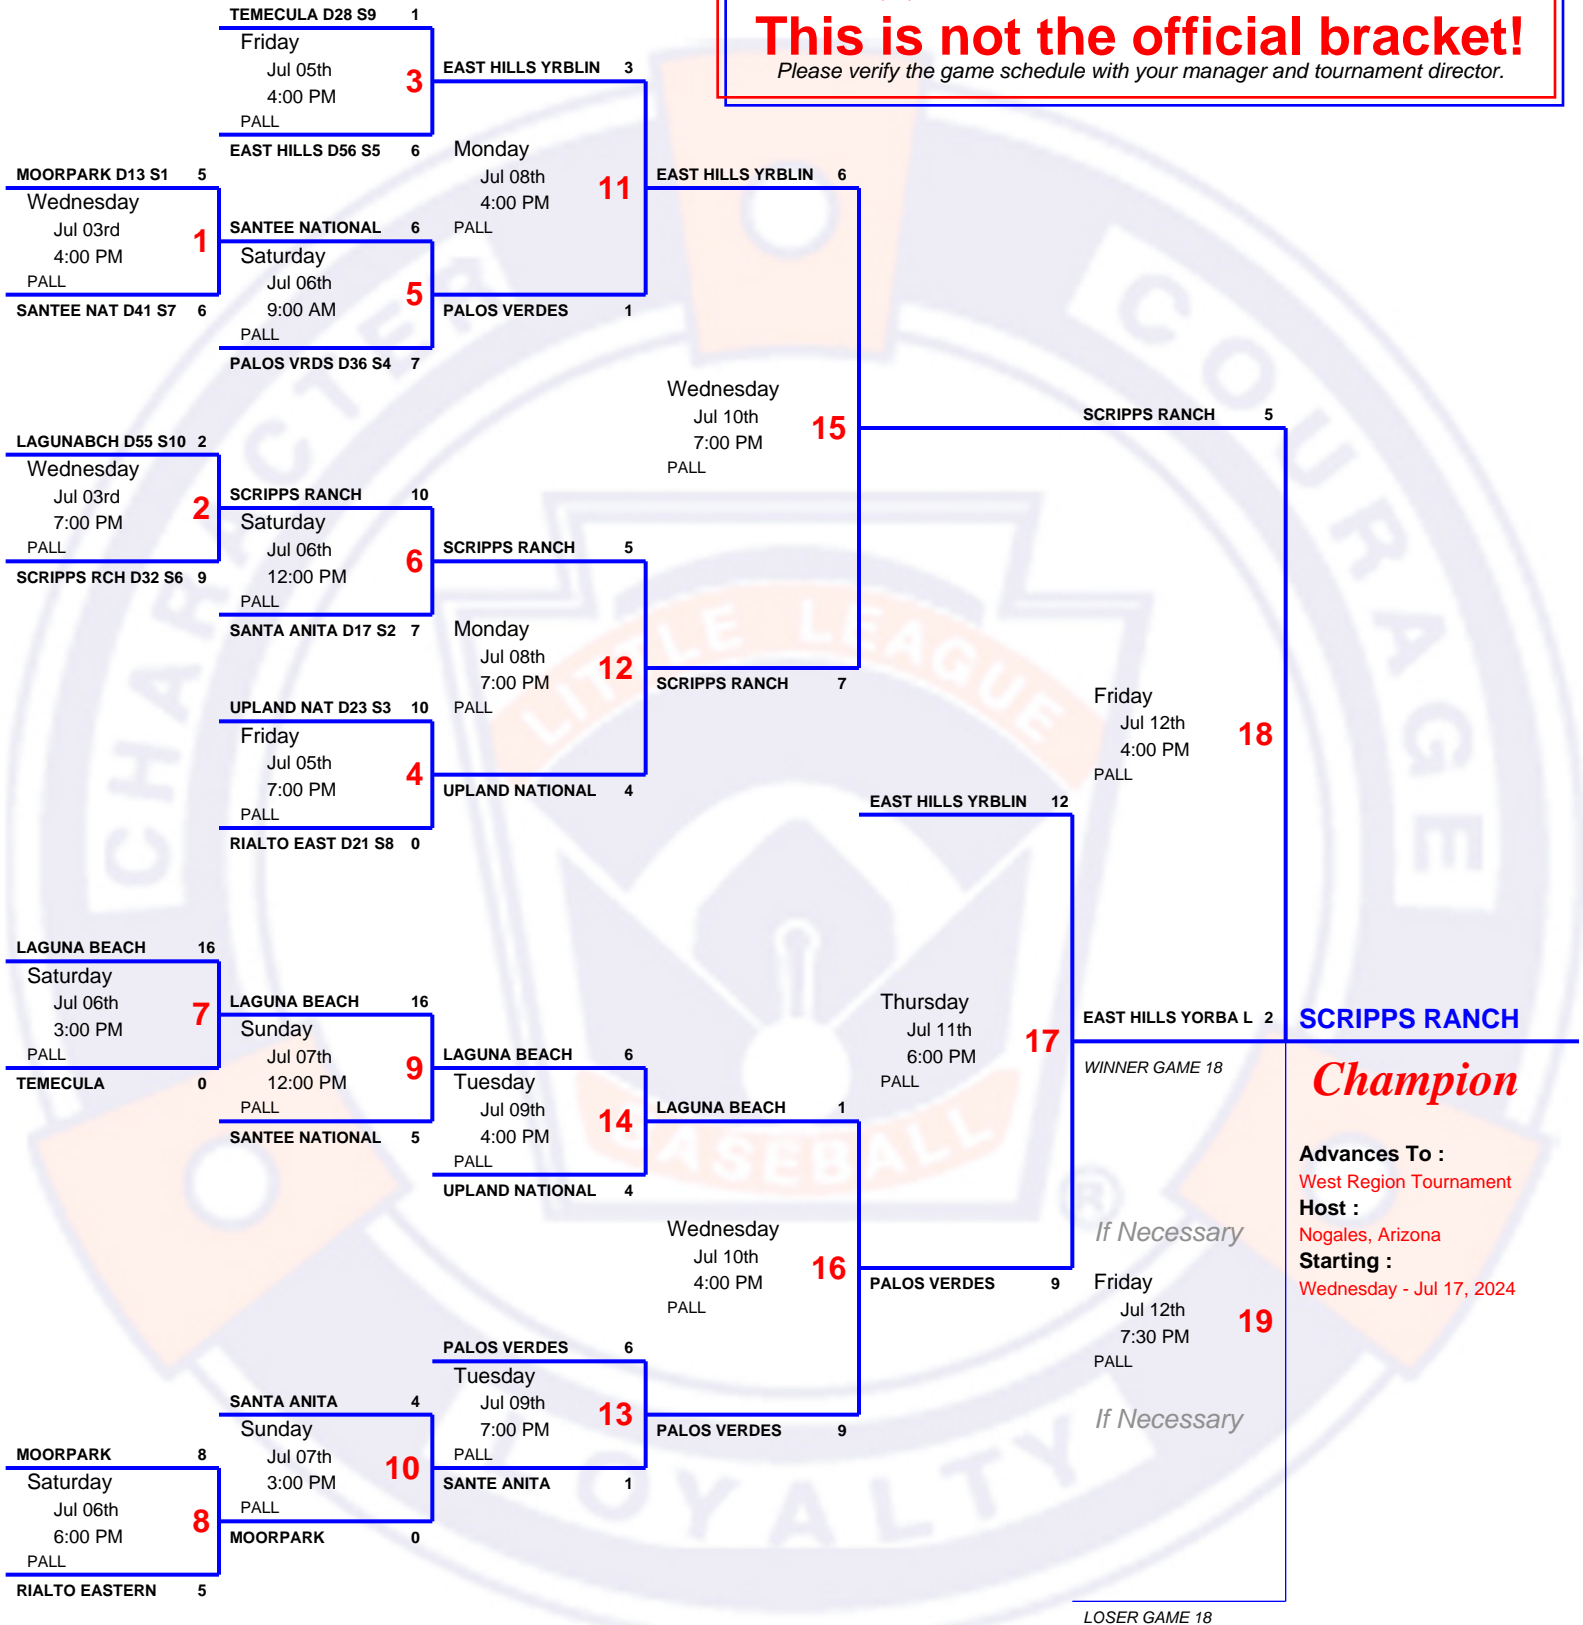 This is not the official bracket!
Please verify the game schedule with your manager and tournament director.
TEMECULA D28 S9 1
Friday
Jul 05th
4:00 PM
PALL
3
EAST HILLS D56 S5 6
MOORPARK D13 S1 5
Wednesday
Jul 03rd
4:00 PM
PALL
1
SANTEE NAT D41 S7 6
SANTEE NATIONAL 6
Saturday
Jul 06th
9:00 AM
PALL
5
PALOS VRDS D36 S4 7
EAST HILLS YRBLIN 3
Monday
Jul 08th
4:00 PM
PALL
11
PALOS VERDES 1
LAGUNABCH D55 S10 2
Wednesday
Jul 03rd
7:00 PM
PALL
2
SCRIPPS RCH D32 S6 9
SCRIPPS RANCH 10
Saturday
Jul 06th
12:00 PM
PALL
6
SANTA ANITA D17 S2 7
UPLAND NAT D23 S3 10
Friday
Jul 05th
7:00 PM
PALL
4
RIALTO EAST D21 S8 0
SCRIPPS RANCH 5
Monday
Jul 08th
7:00 PM
PALL
12
UPLAND NATIONAL 4
EAST HILLS YRBLIN 6
Wednesday
Jul 10th
7:00 PM
PALL
15
SCRIPPS RANCH 7
LAGUNA BEACH 16
Saturday
Jul 06th
3:00 PM
PALL
7
TEMECULA 0
LAGUNA BEACH 16
Sunday
Jul 07th
12:00 PM
PALL
9
SANTEE NATIONAL 5
LAGUNA BEACH 6
Tuesday
Jul 09th
4:00 PM
PALL
14
UPLAND NATIONAL 4
MOORPARK 8
Saturday
Jul 06th
6:00 PM
PALL
8
RIALTO EASTERN 5
SANTA ANITA 4
Sunday
Jul 07th
3:00 PM
PALL
10
MOORPARK 0
PALOS VERDES 6
Tuesday
Jul 09th
7:00 PM
PALL
13
SANTE ANITA 1
LAGUNA BEACH 1
Wednesday
Jul 10th
4:00 PM
PALL
16
PALOS VERDES 9
EAST HILLS YRBLIN 12
Thursday
Jul 11th
6:00 PM
PALL
17
PALOS VERDES 9
SCRIPPS RANCH 5
Friday
Jul 12th
4:00 PM
PALL
18
EAST HILLS YORBA L 2
WINNER GAME 18
If Necessary
Friday
Jul 12th
7:30 PM
PALL
19
If Necessary
LOSER GAME 18
SCRIPPS RANCH
Champion
Advances To :
West Region Tournament
Host :
Nogales, Arizona
Starting :
Wednesday - Jul 17, 2024
CHARACTER
COURAGE
LOYALTY
LITTLE LEAGUE
BASEBALL
®